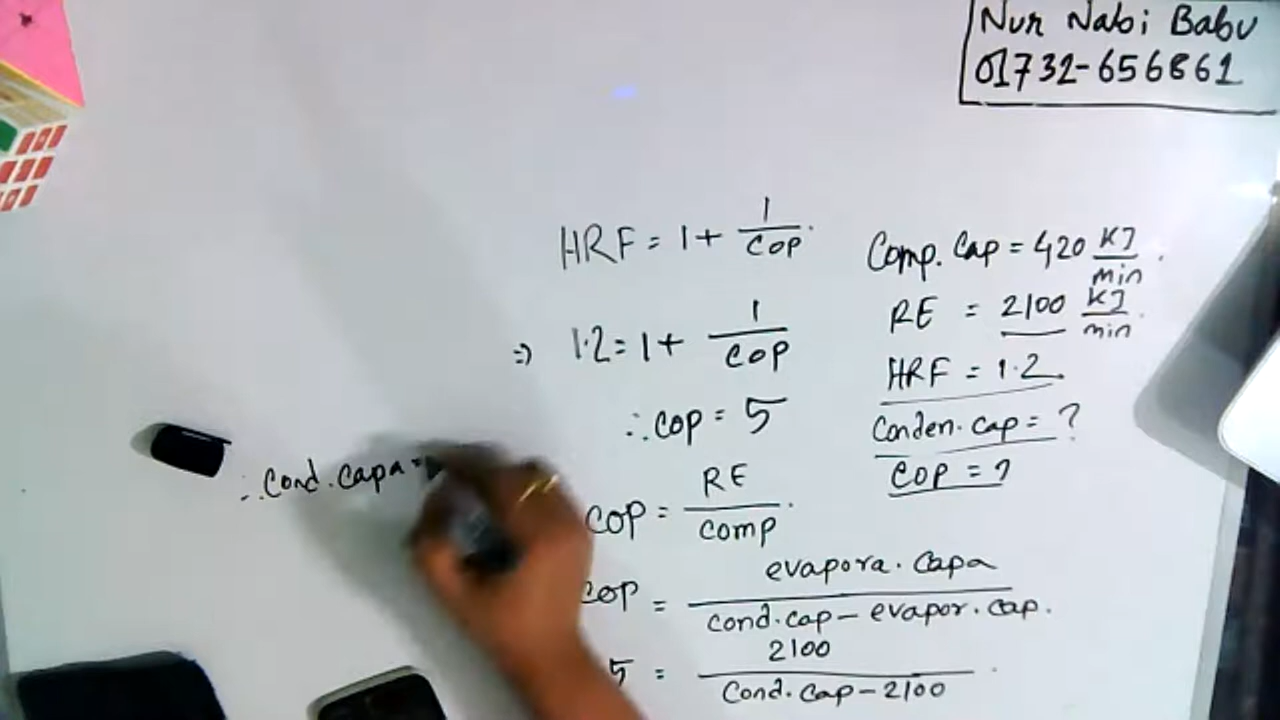 Nur Nabi Babu
01732-656861
HRF = 1 + 1/COP
⇒ 1.2 = 1 + 1/COP
∴ COP = 5
COP = RE/comp
COP = evapora. Capa/cond.cap - evapor.cap.
5 = 2100/Cond.cap - 2100
Comp. Cap = 420 KJ/min
RE = 2100 KJ/min
HRF = 1.2
Conden. cap = ?
COP = ?
∴ Cond. capa =